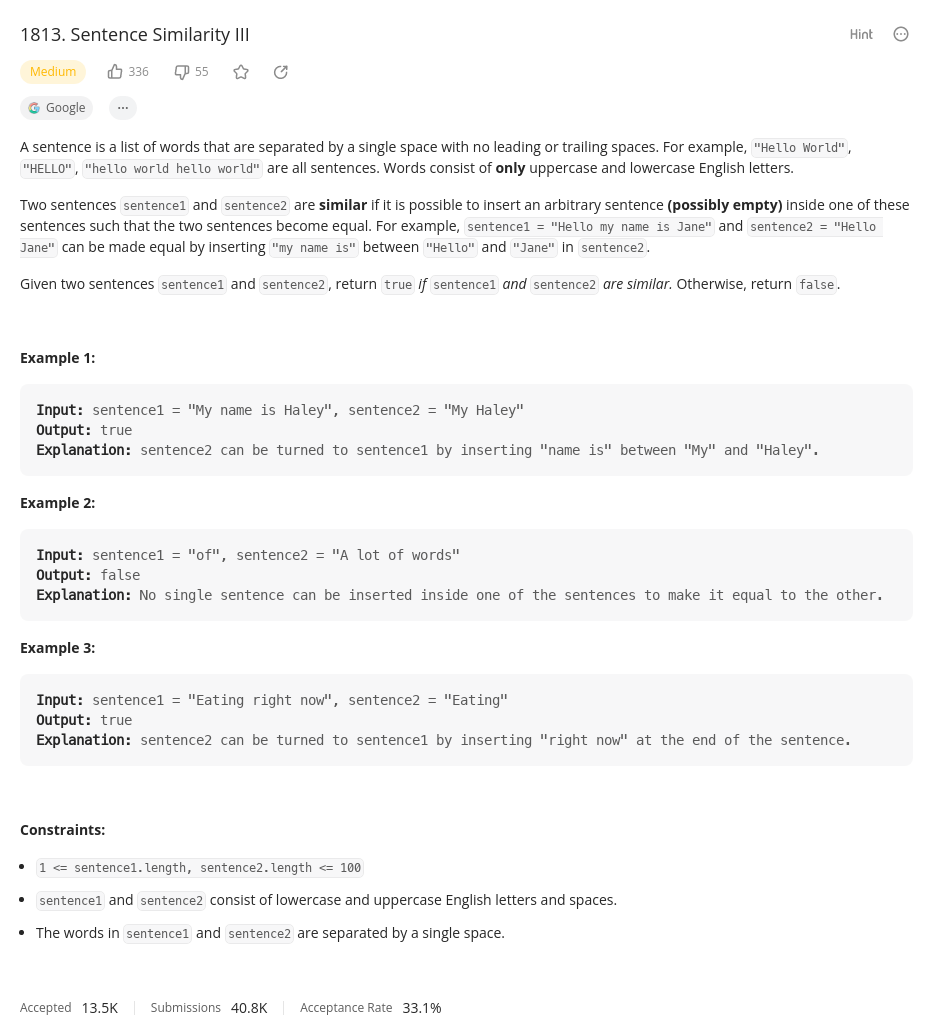 1813. Sentence Similarity III
Hint
Medium 336 55
Google ...
A sentence is a list of words that are separated by a single space with no leading or trailing spaces. For example, "Hello World",
"HELLO", "hello world hello world" are all sentences. Words consist of only uppercase and lowercase English letters.
Two sentences sentence1 and sentence2 are similar if it is possible to insert an arbitrary sentence (possibly empty) inside one of these
sentences such that the two sentences become equal. For example, sentence1 = "Hello my name is Jane" and sentence2 = "Hello
Jane" can be made equal by inserting "my name is" between "Hello" and "Jane" in sentence2.
Given two sentences sentence1 and sentence2, return true if sentence1 and sentence2 are similar. Otherwise, return false.
Example 1:
Input: sentence1 = "My name is Haley", sentence2 = "My Haley"
Output: true
Explanation: sentence2 can be turned to sentence1 by inserting "name is" between "My" and "Haley".
Example 2:
Input: sentence1 = "of", sentence2 = "A lot of words"
Output: false
Explanation: No single sentence can be inserted inside one of the sentences to make it equal to the other.
Example 3:
Input: sentence1 = "Eating right now", sentence2 = "Eating"
Output: true
Explanation: sentence2 can be turned to sentence1 by inserting "right now" at the end of the sentence.
Constraints:
• 1 <= sentence1.length, sentence2.length <= 100
• sentence1 and sentence2 consist of lowercase and uppercase English letters and spaces.
• The words in sentence1 and sentence2 are separated by a single space.
Accepted 13.5K Submissions 40.8K Acceptance Rate 33.1%